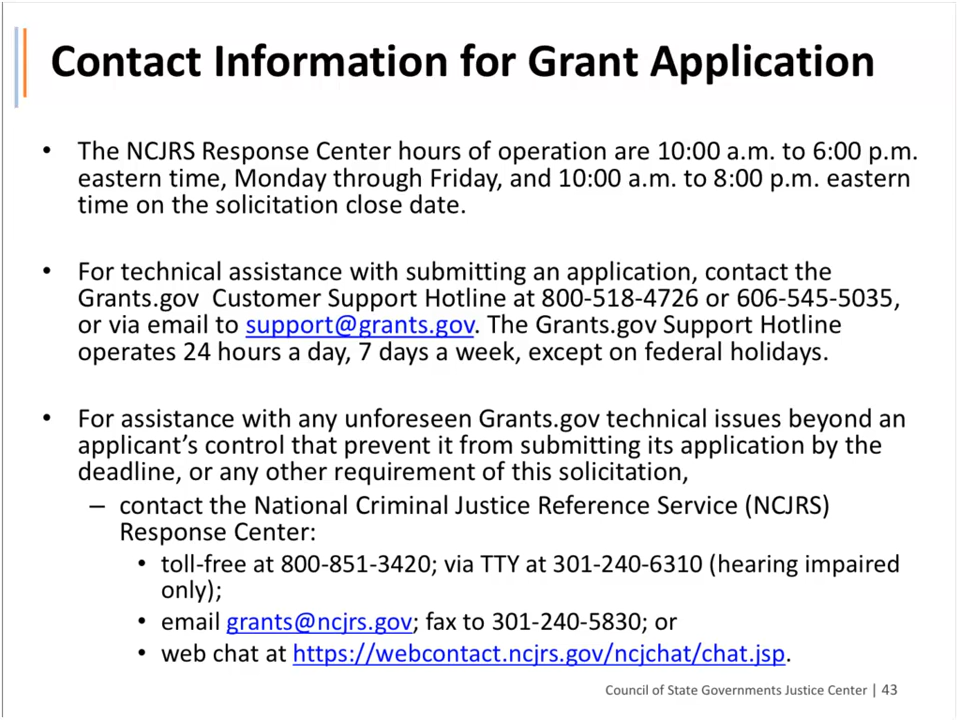 Contact Information for Grant Application
• The NCJRS Response Center hours of operation are 10:00 a.m. to 6:00 p.m.
eastern time, Monday through Friday, and 10:00 a.m. to 8:00 p.m. eastern
time on the solicitation close date.
• For technical assistance with submitting an application, contact the
Grants.gov  Customer Support Hotline at 800-518-4726 or 606-545-5035,
or via email to support@grants.gov. The Grants.gov Support Hotline
operates 24 hours a day, 7 days a week, except on federal holidays.
• For assistance with any unforeseen Grants.gov technical issues beyond an
applicant’s control that prevent it from submitting its application by the
deadline, or any other requirement of this solicitation,
– contact the National Criminal Justice Reference Service (NCJRS)
Response Center:
• toll-free at 800-851-3420; via TTY at 301-240-6310 (hearing impaired
only);
• email grants@ncjrs.gov; fax to 301-240-5830; or
• web chat at https://webcontact.ncjrs.gov/ncjchat/chat.jsp.
Council of State Governments Justice Center | 43